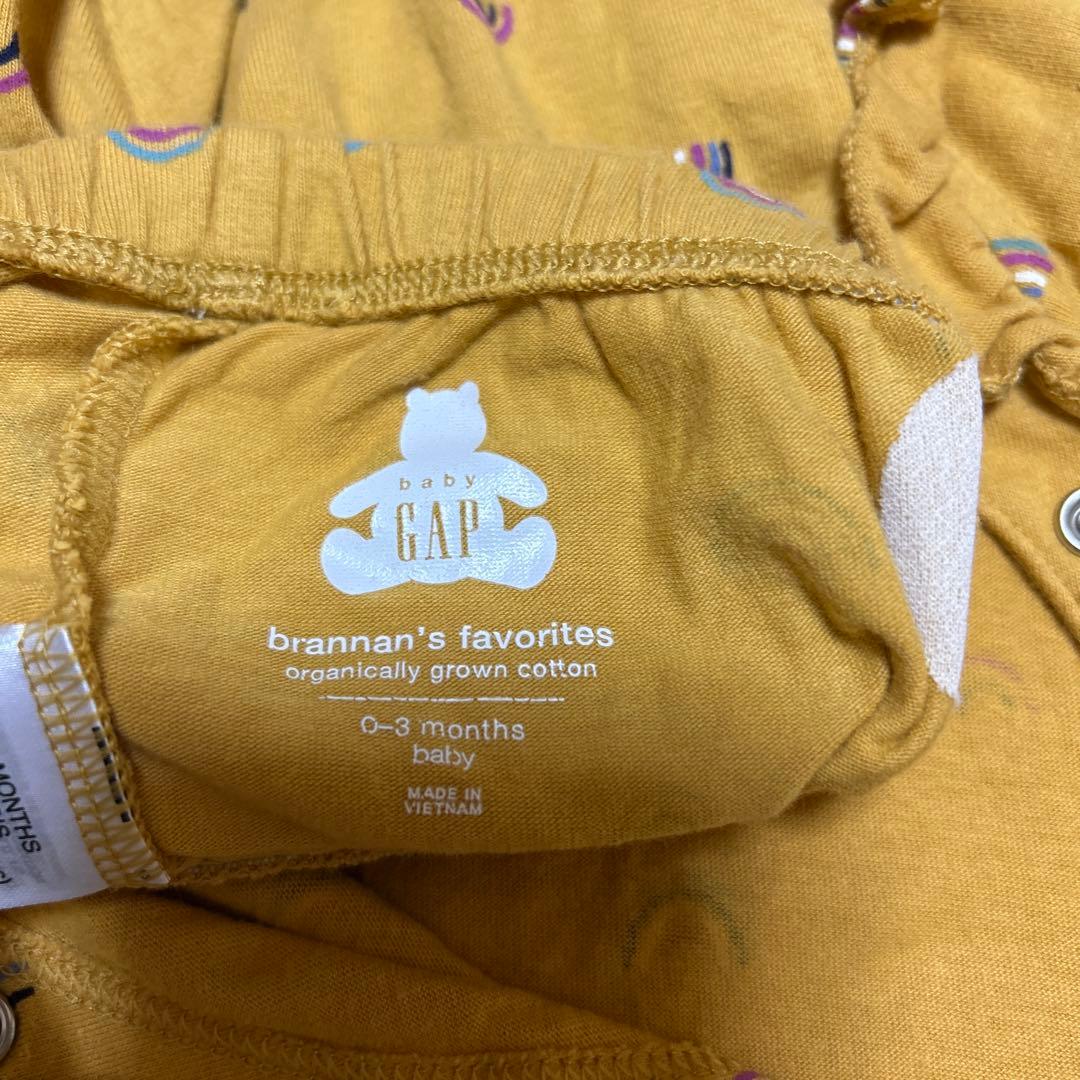 baby
GAP
brannan's favorites
organically grown cotton
0–3 months
baby
MADE IN
VIETNAM
MONTHS